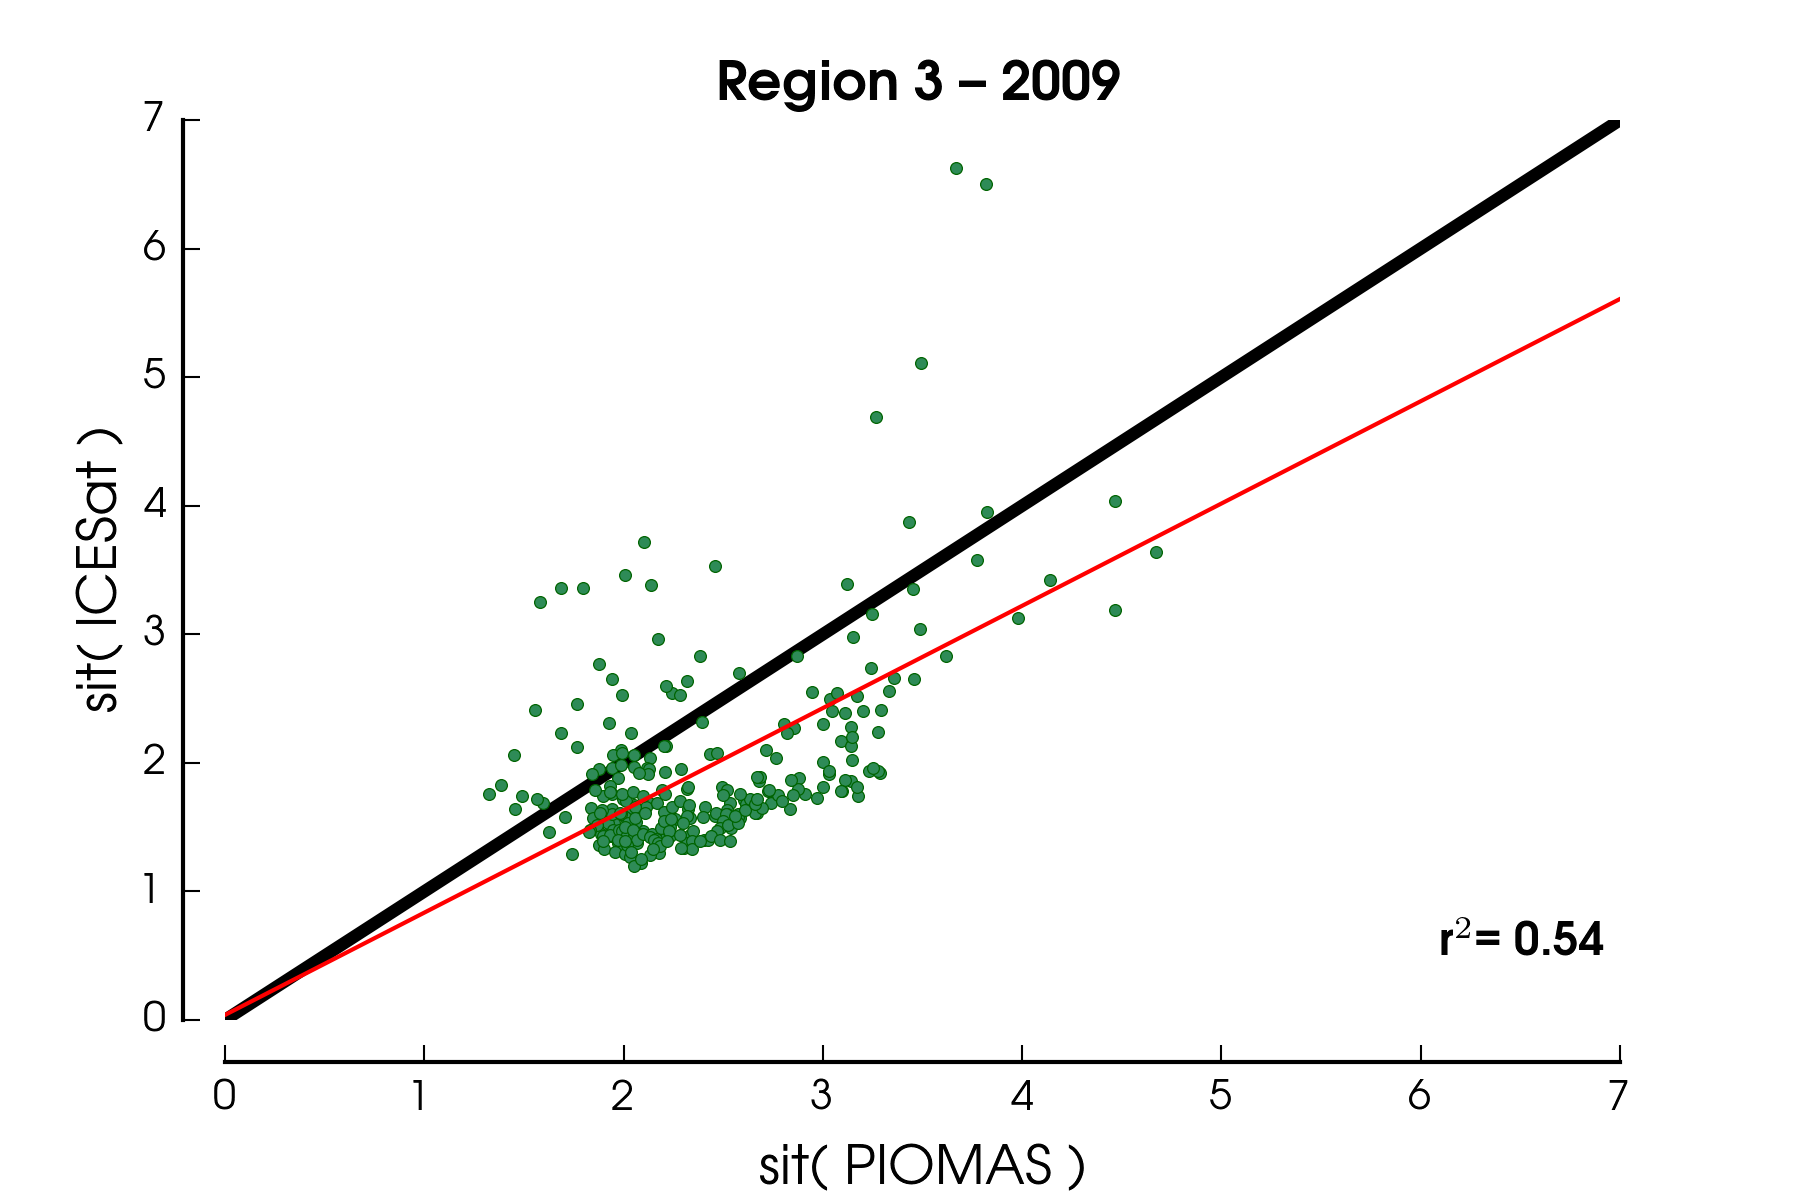 Region 3 – 2009
7
6
5
4
3
2
1
0
sit( ICESat )
r²= 0.54
0 1 2 3 4 5 6 7
sit( PIOMAS )